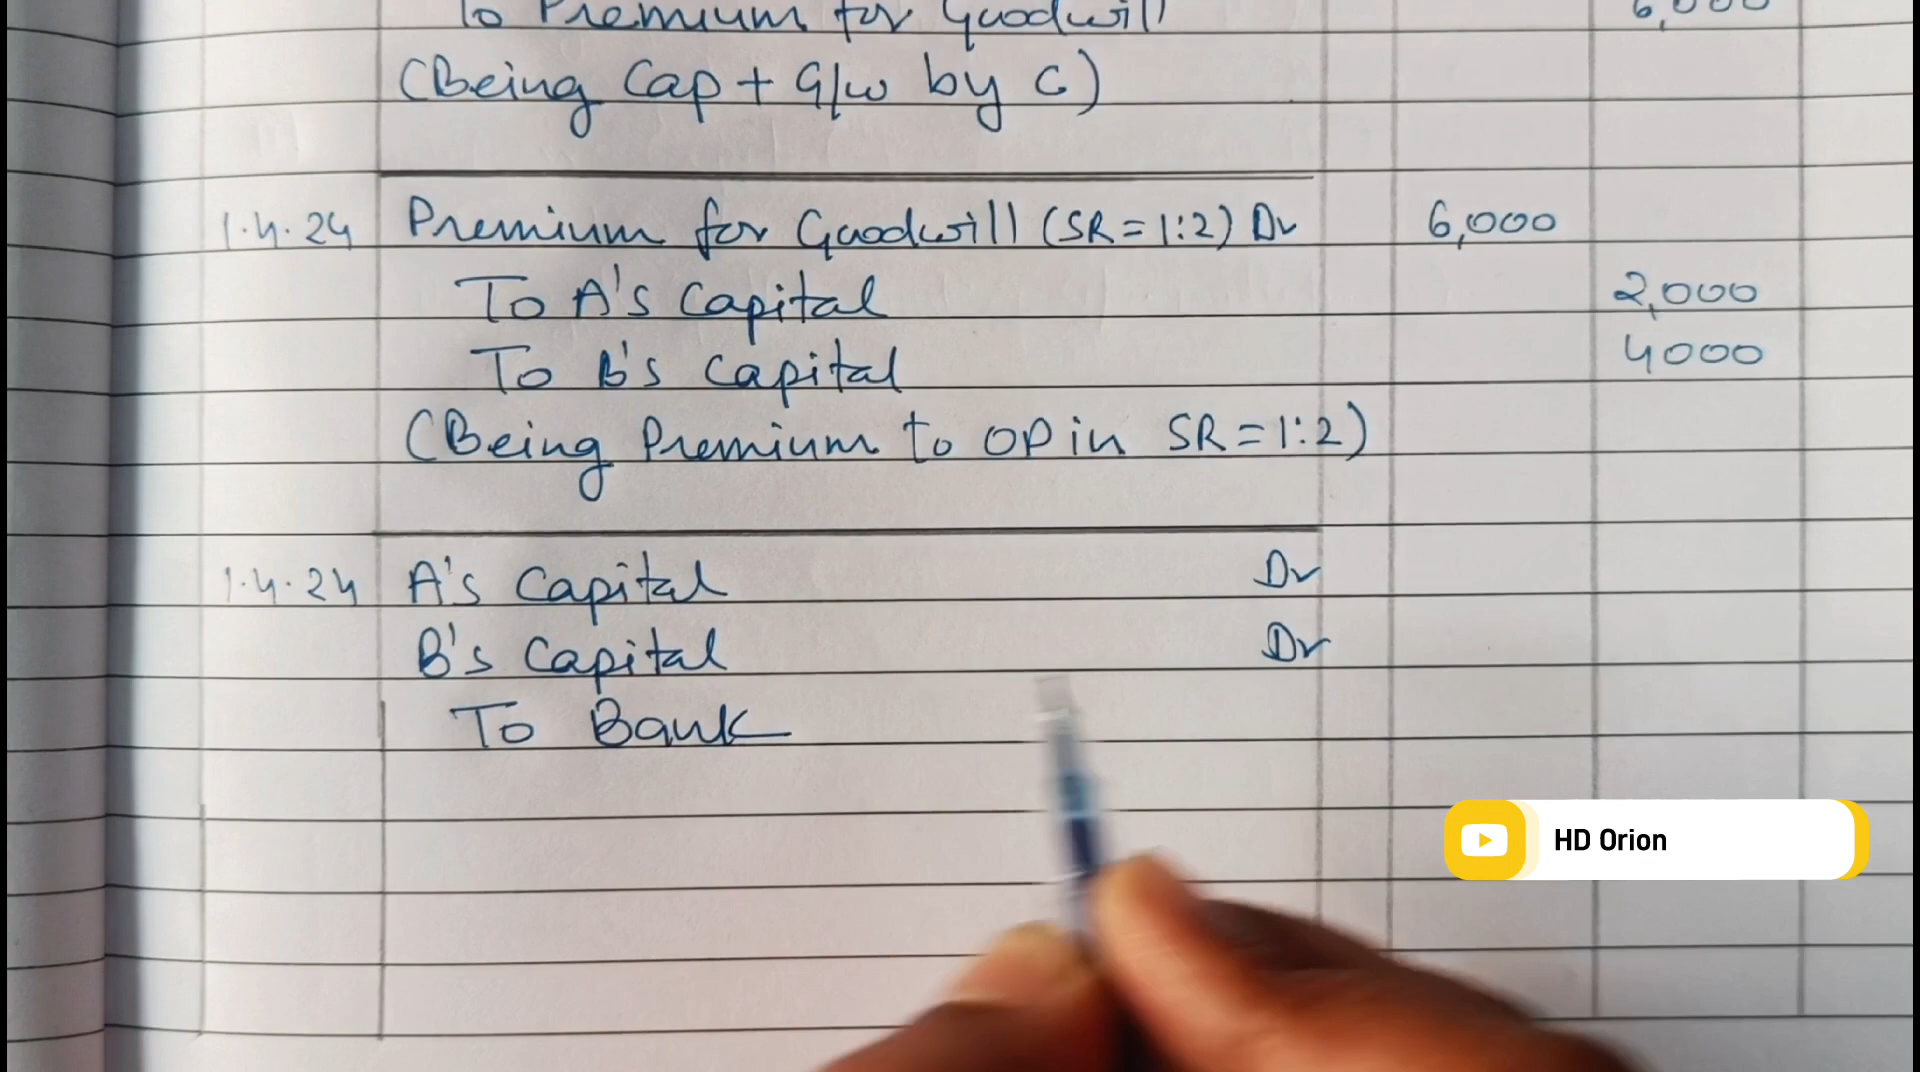 To Premium for Goodwill 6,000
(Being Cap + G/w by C)
1.4.24 Premium for Goodwill (SR = 1:2) Dr 6,000
To A's Capital 2,000
To B's Capital 4000
(Being Premium to OP in SR = 1:2)
1.4.24 A's Capital Dr
B's Capital Dr
To Bank
HD Orion